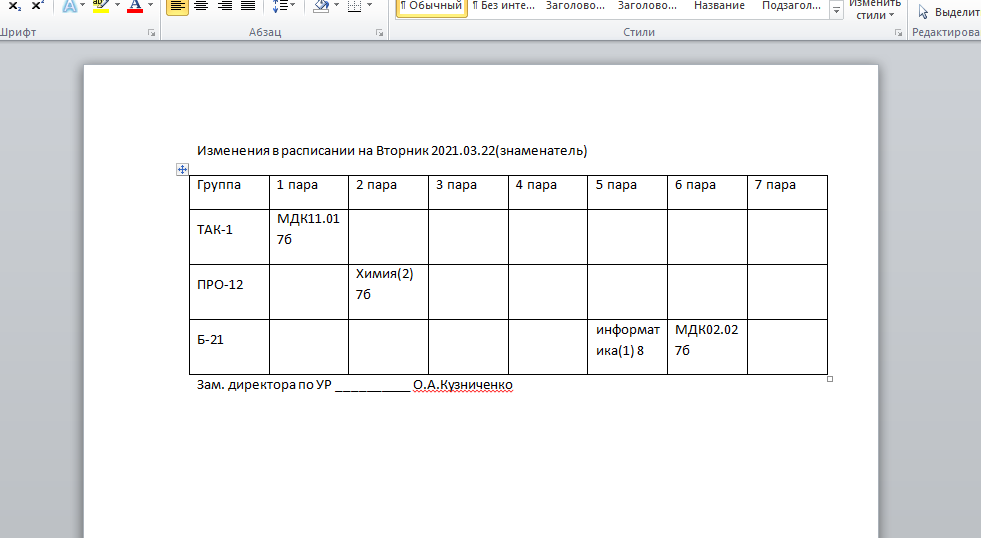 Изменить
¶ Обычный ¶ Без инте... Заголово... Заголово... Название Подзагол... стили Выделить
Шрифт Абзац Стили Редактирова
Изменения в расписании на Вторник 2021.03.22(знаменатель)
Группа 1 пара 2 пара 3 пара 4 пара 5 пара 6 пара 7 пара
ТАК-1 МДК11.01
7б
ПРО-12 Химия(2)
7б
Б-21 информат МДК02.02
ика(1) 8 7б
Зам. директора по УР ___________ О.А.Кузниченко